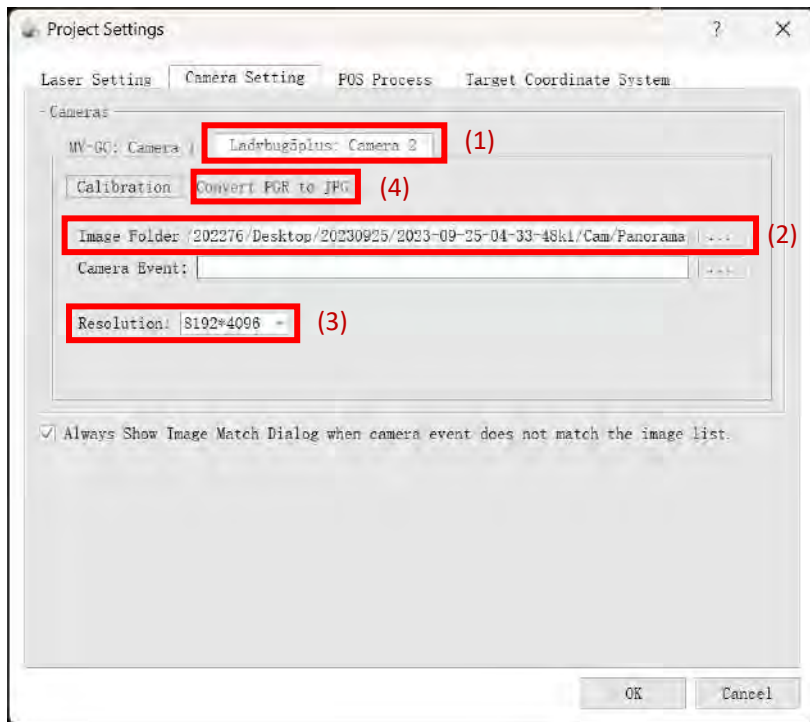 Project Settings ? ×
Laser Setting Camera Setting POS Process Target Coordinate System
Cameras
MV-GC: Camera 1 Ladybug5plus: Camera 2 (1)
Calibration Convert PGR to JPG (4)
Image Folder /202276/Desktop/20230925/2023-09-25-04-33-48k1/Cam/Panorama ... (2)
Camera Event: ...
Resolution: 8192*4096 (3)
Always Show Image Match Dialog when camera event does not match the image list.
OK Cancel